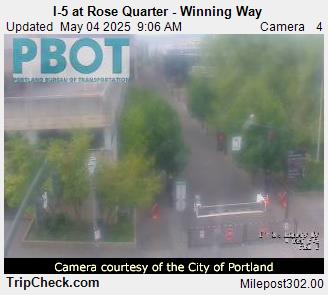 I-5 at Rose Quarter - Winning Way
Updated May 04 2025 9:06 AM Camera 4
PBOT
PORTLAND BUREAU OF TRANSPORTATION
Camera courtesy of the City of Portland
TripCheck.com Milepost302.00